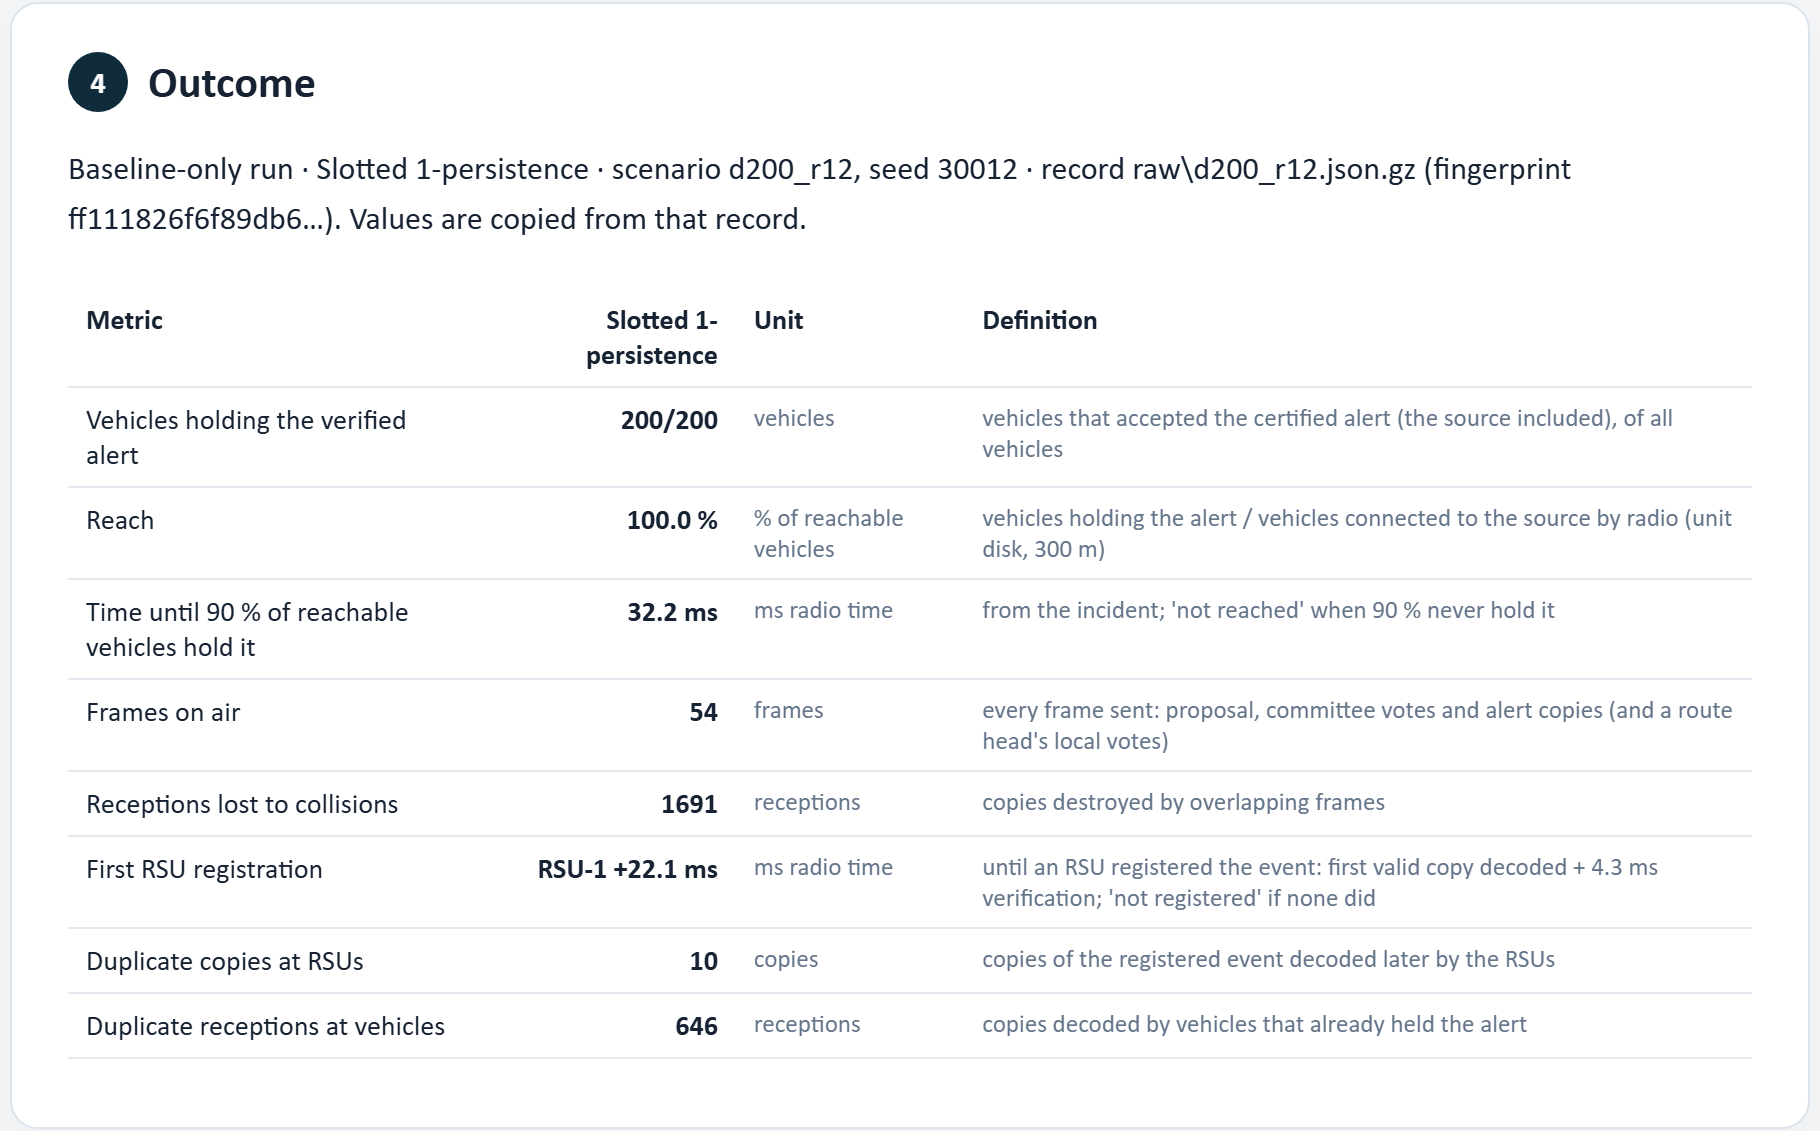 4 Outcome
Baseline-only run · Slotted 1-persistence · scenario d200_r12, seed 30012 · record raw\d200_r12.json.gz (fingerprint
ff111826f6f89db6...). Values are copied from that record.
Metric Slotted 1- Unit Definition
persistence
Vehicles holding the verified 200/200 vehicles vehicles that accepted the certified alert (the source included), of all
alert vehicles
Reach 100.0 % % of reachable vehicles holding the alert / vehicles connected to the source by radio (unit
vehicles disk, 300 m)
Time until 90 % of reachable 32.2 ms ms radio time from the incident; 'not reached' when 90 % never hold it
vehicles hold it
Frames on air 54 frames every frame sent: proposal, committee votes and alert copies (and a route
head's local votes)
Receptions lost to collisions 1691 receptions copies destroyed by overlapping frames
First RSU registration RSU-1 +22.1 ms ms radio time until an RSU registered the event: first valid copy decoded + 4.3 ms
verification; 'not registered' if none did
Duplicate copies at RSUs 10 copies copies of the registered event decoded later by the RSUs
Duplicate receptions at vehicles 646 receptions copies decoded by vehicles that already held the alert